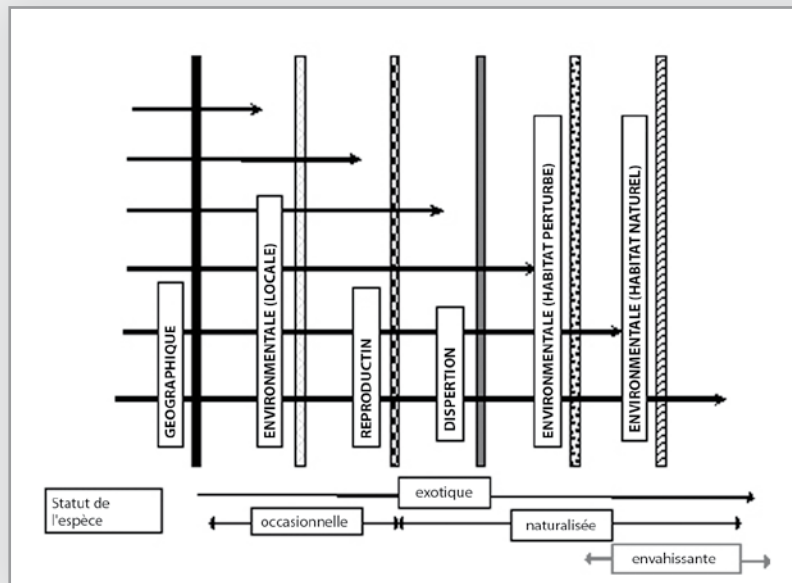 GEOGRAPHIQUE
ENVIRONMENTALE (LOCALE)
REPRODUCTIN
DISPERTION
ENVIRONMENTALE (HABITAT PERTURBE)
ENVIRONMENTALE (HABITAT NATUREL)
Statut de
l'espèce
exotique
occasionnelle
naturalisée
envahissante